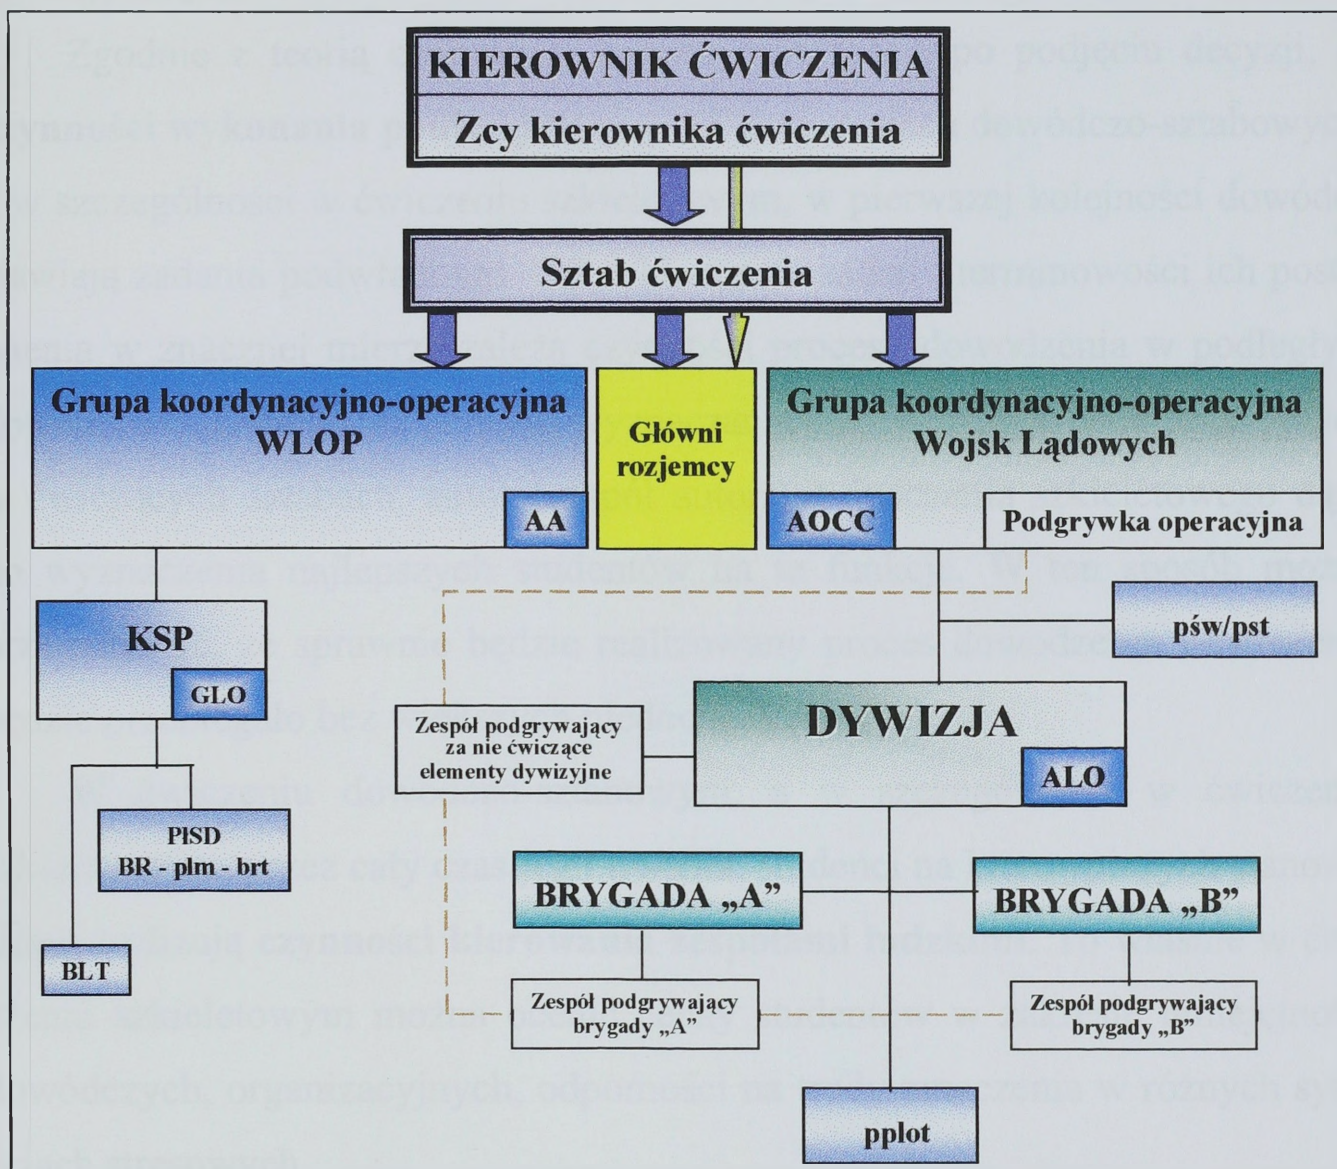 KIEROWNIK ĆWICZENIA
Zcy kierownika ćwiczenia
Sztab ćwiczenia
Grupa koordynacyjno-operacyjna
WLOP
AA
Główni
rozjemcy
Grupa koordynacyjno-operacyjna
Wojsk Lądowych
AOCC
Podgrywka operacyjna
KSP
GLO
pśw/pst
Zespół podgrywający
za nie ćwiczące
elementy dywizyjne
DYWIZJA
ALO
PŁSD
BR - plm - brt
BRYGADA „A”
BRYGADA „B”
BLT
Zespół podgrywający
brygady „A”
Zespół podgrywający
brygady „B”
pplot